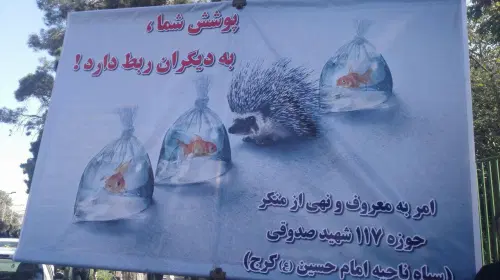 پوشش شما،
به دیگران ربط دارد!
امر به معروف و نهی از منکر
حوزه ۱۱۷ شهید صدوقی
(سپاه ناحیه امام حسین (ع) کرج)